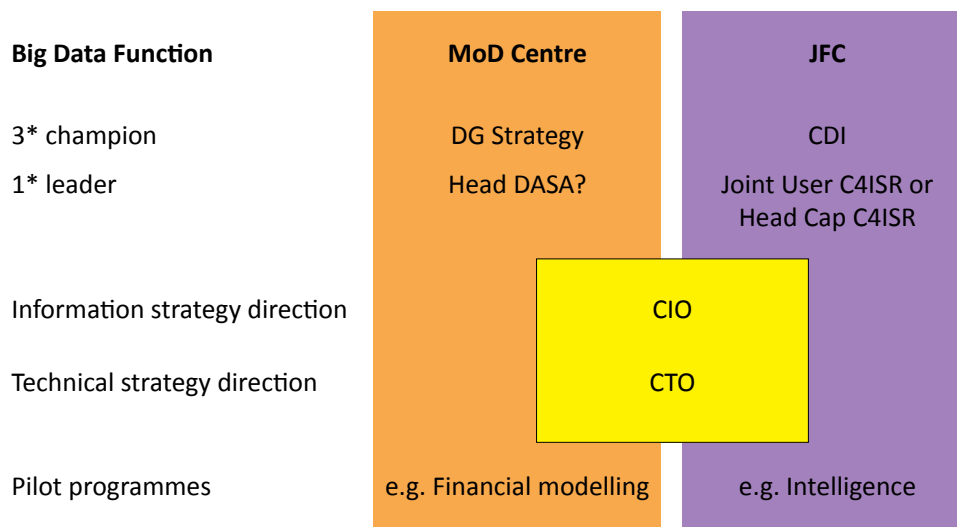 Big Data Function MoD Centre JFC
3* champion DG Strategy CDI
1* leader Head DASA? Joint User C4ISR or
Head Cap C4ISR
Information strategy direction CIO
Technical strategy direction CTO
Pilot programmes e.g. Financial modelling e.g. Intelligence